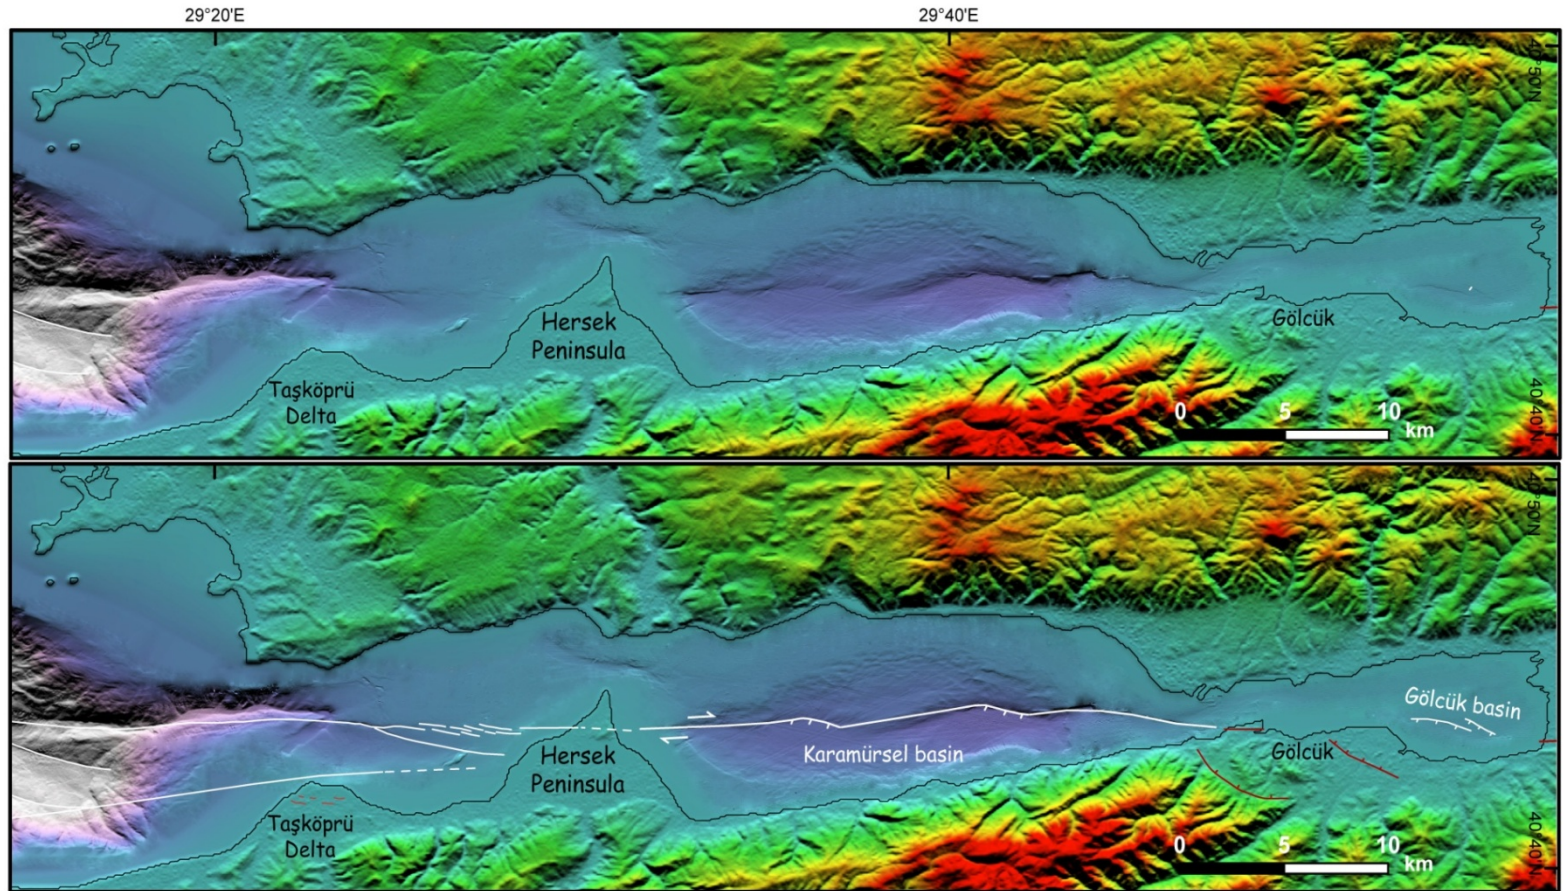 29°20'E 29°40'E
40°50'N
Hersek
Peninsula
Gölcük
Taşköprü
Delta
40°40'N
0 5 10
km
40°50'N
Gölcük basin
Karamürsel basin
Gölcük
Hersek
Peninsula
Taşköprü
Delta
40°40'N
0 5 10
km